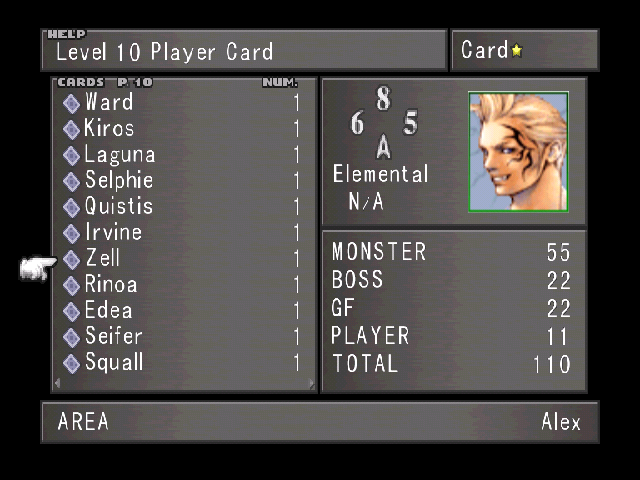 HELP
Level 10 Player Card
Card
CARDS P. 10 NUM.
Ward 1
Kiros 1
Laguna 1
Selphie 1
Quistis 1
Irvine 1
Zell 1
Rinoa 1
Edea 1
Seifer 1
Squall 1
8
6 5
A
Elemental
N/A
MONSTER 55
BOSS 22
GF 22
PLAYER 11
TOTAL 110
AREA Alex